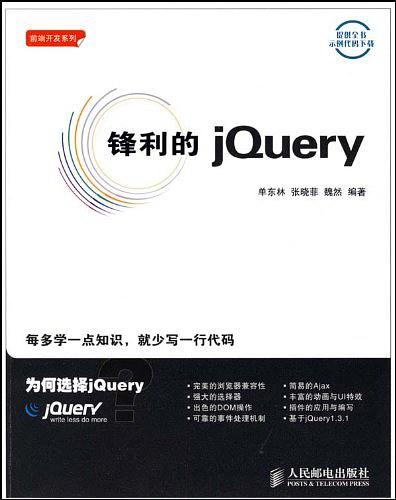 前端开发系列
提供全书
示例代码下载
锋利的 jQuery
单东林 张晓菲 魏然 编著
每多学一点知识，就少写一行代码
为何选择jQuery
?
jQuery
write less do more
·完美的浏览器兼容性
·强大的选择器
·出色的DOM操作
·可靠的事件处理机制
·简易的Ajax
·丰富的动画与UI特效
·插件的应用与编写
·基于jQuery1.3.1
人民邮电出版社
POSTS & TELECOM PRESS